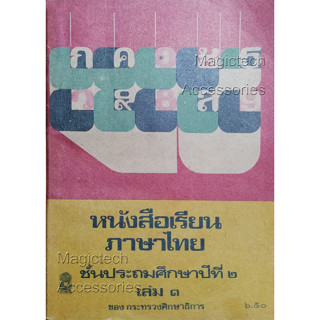 Magictech
Accessories
หนังสือเรียน
ภาษาไทย
Magictech
Accessories
ชั้นประถมศึกษาปีที่ ๒
เล่ม ๑
ของ กระทรวงศึกษาธิการ
๖.๕๐